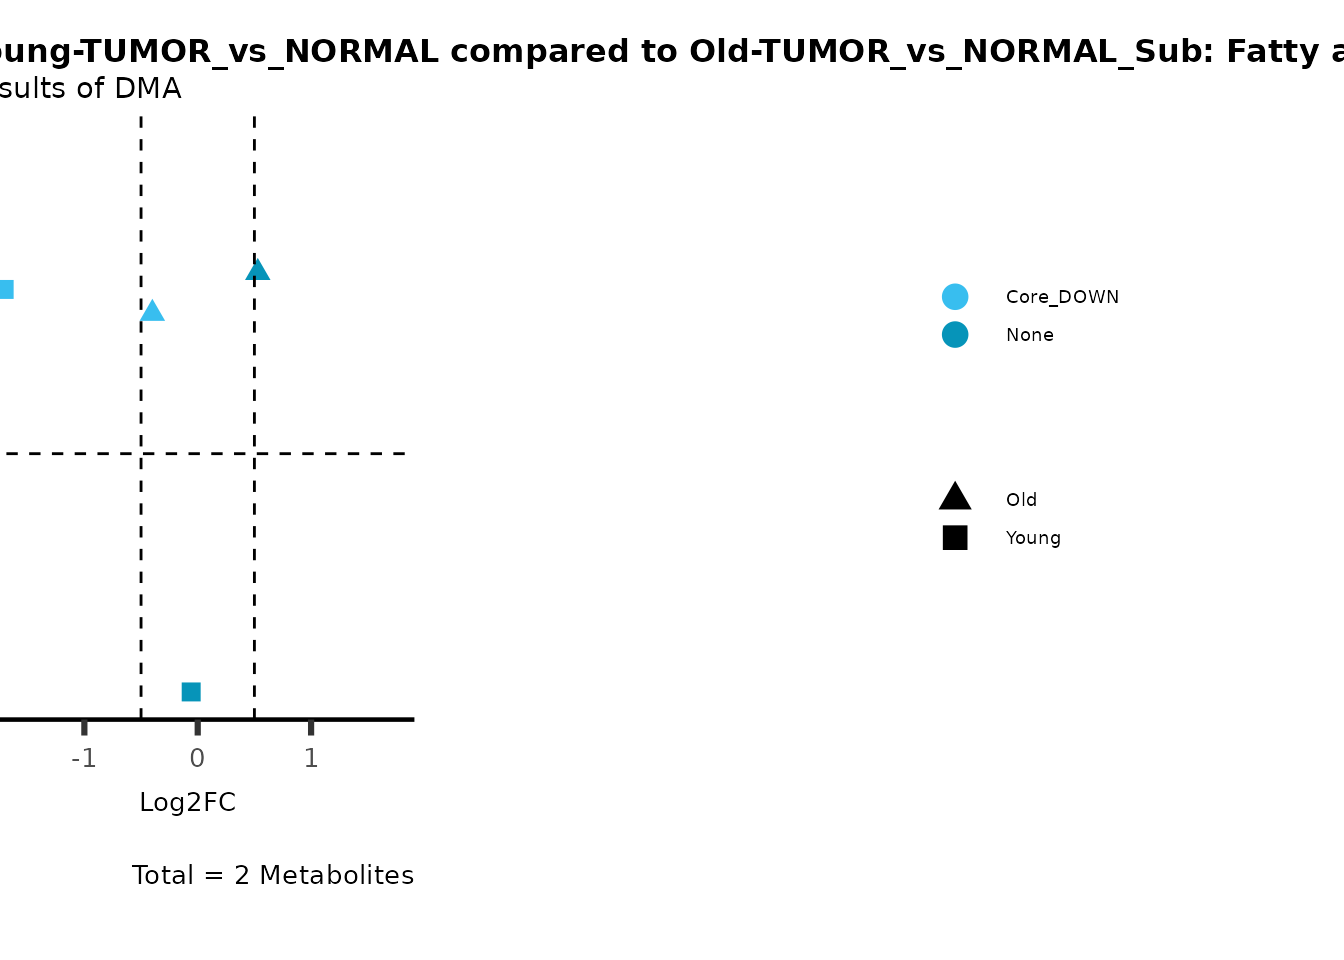 oung-TUMOR_vs_NORMAL compared to Old-TUMOR_vs_NORMAL_Sub: Fatty a
sults of DMA
Core_DOWN
None
Old
Young
-1 0 1
Log2FC
Total = 2 Metabolites